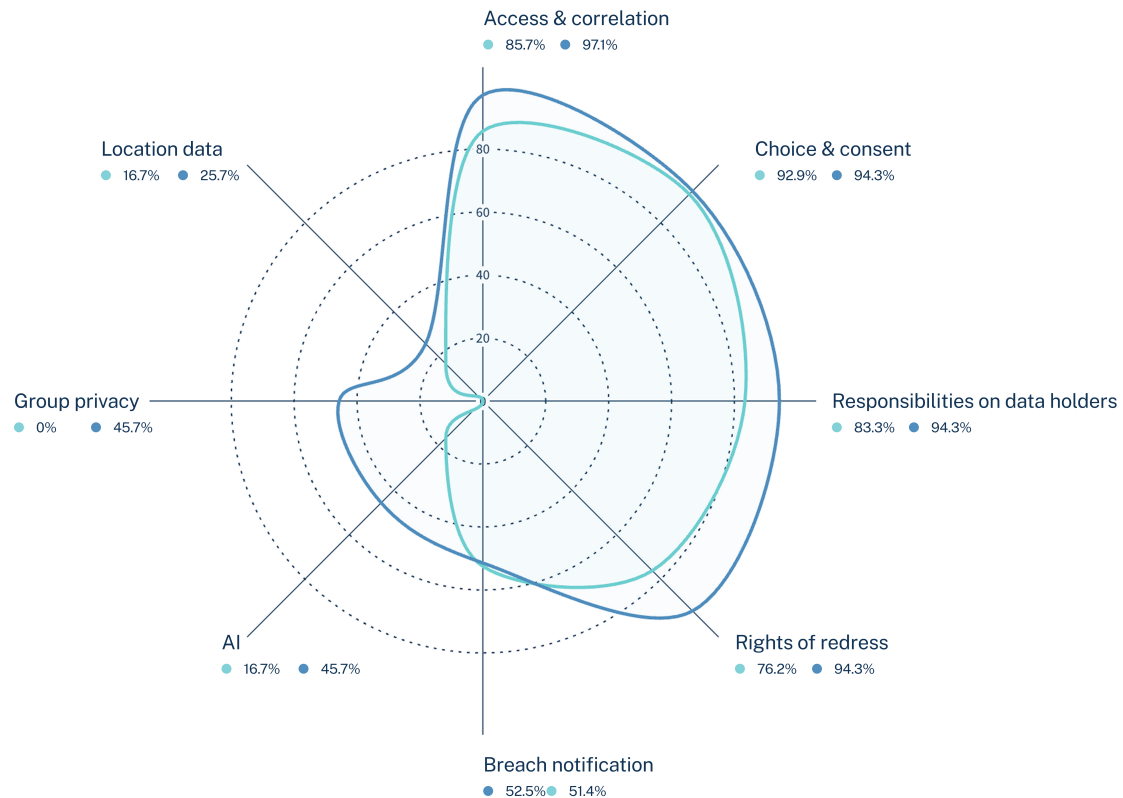 Access & correlation
85.7% 97.1%
Location data
16.7% 25.7%
Choice & consent
92.9% 94.3%
80
60
40
20
0
Group privacy
0% 45.7%
Responsibilities on data holders
83.3% 94.3%
AI
16.7% 45.7%
Rights of redress
76.2% 94.3%
Breach notification
52.5% 51.4%